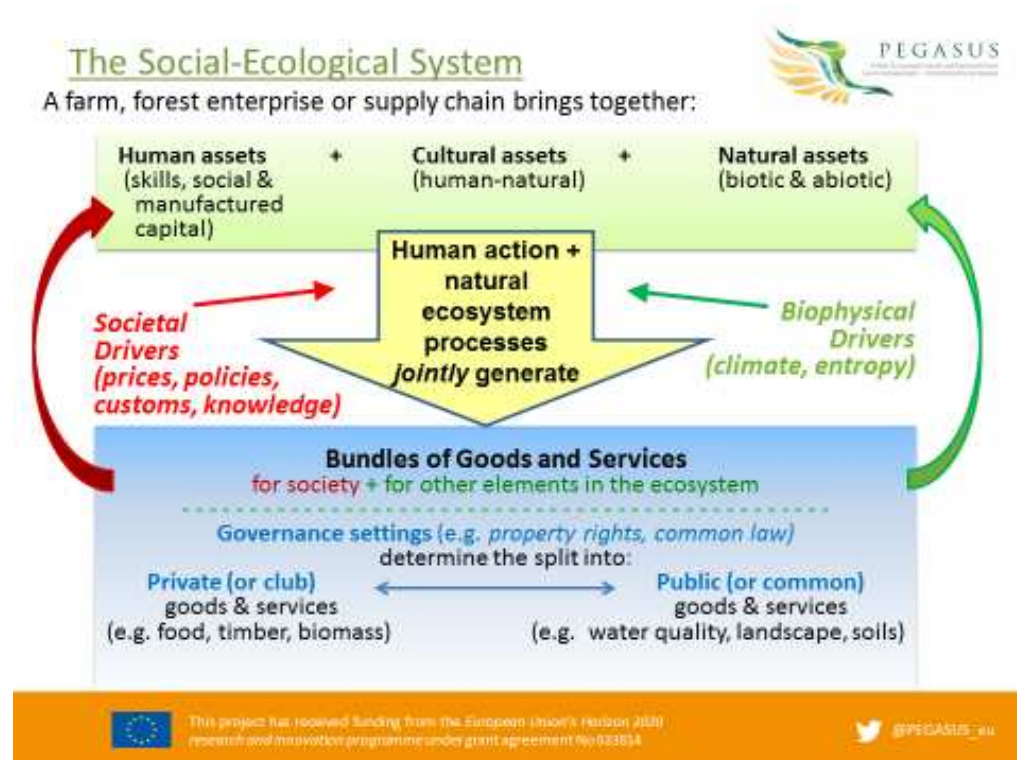 The Social-Ecological System
PEGASUS
A farm, forest enterprise or supply chain brings together:
Human assets + Cultural assets + Natural assets
(skills, social & (human-natural) (biotic & abiotic)
manufactured
capital)
Human action +
natural
ecosystem
processes
jointly generate
Societal
Drivers
(prices, policies,
customs, knowledge)
Biophysical
Drivers
(climate, entropy)
Bundles of Goods and Services
for society + for other elements in the ecosystem
Governance settings (e.g. property rights, common law)
determine the split into:
Private (or club)
goods & services
(e.g. food, timber, biomass)
Public (or common)
goods & services
(e.g. water quality, landscape, soils)
This project has received funding from the European Union's Horizon 2020
research and innovation programme under grant agreement No 633814
@PEGASUS_eu